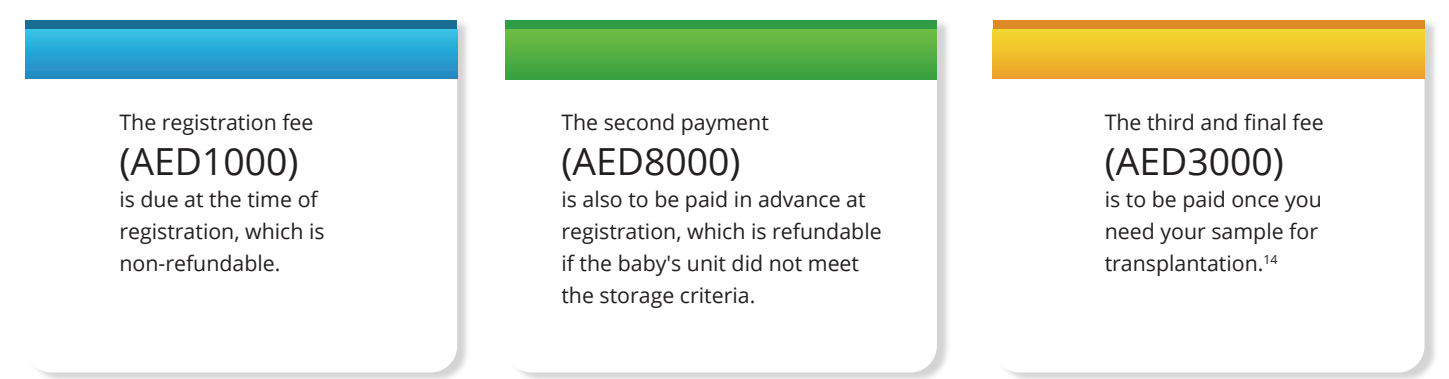 The registration fee
(AED1000)
is due at the time of
registration, which is
non-refundable.
The second payment
(AED8000)
is also to be paid in advance at
registration, which is refundable
if the baby's unit did not meet
the storage criteria.
The third and final fee
(AED3000)
is to be paid once you
need your sample for
transplantation.14